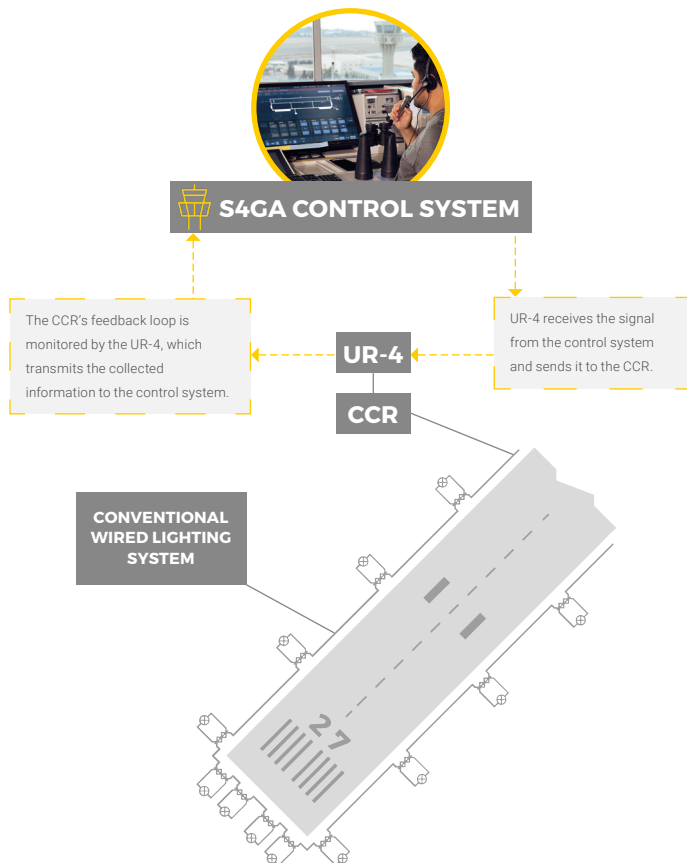 S4GA CONTROL SYSTEM
The CCR's feedback loop is
monitored by the UR-4, which
transmits the collected
information to the control system.
UR-4
UR-4 receives the signal
from the control system
and sends it to the CCR.
CCR
CONVENTIONAL
WIRED LIGHTING
SYSTEM
27